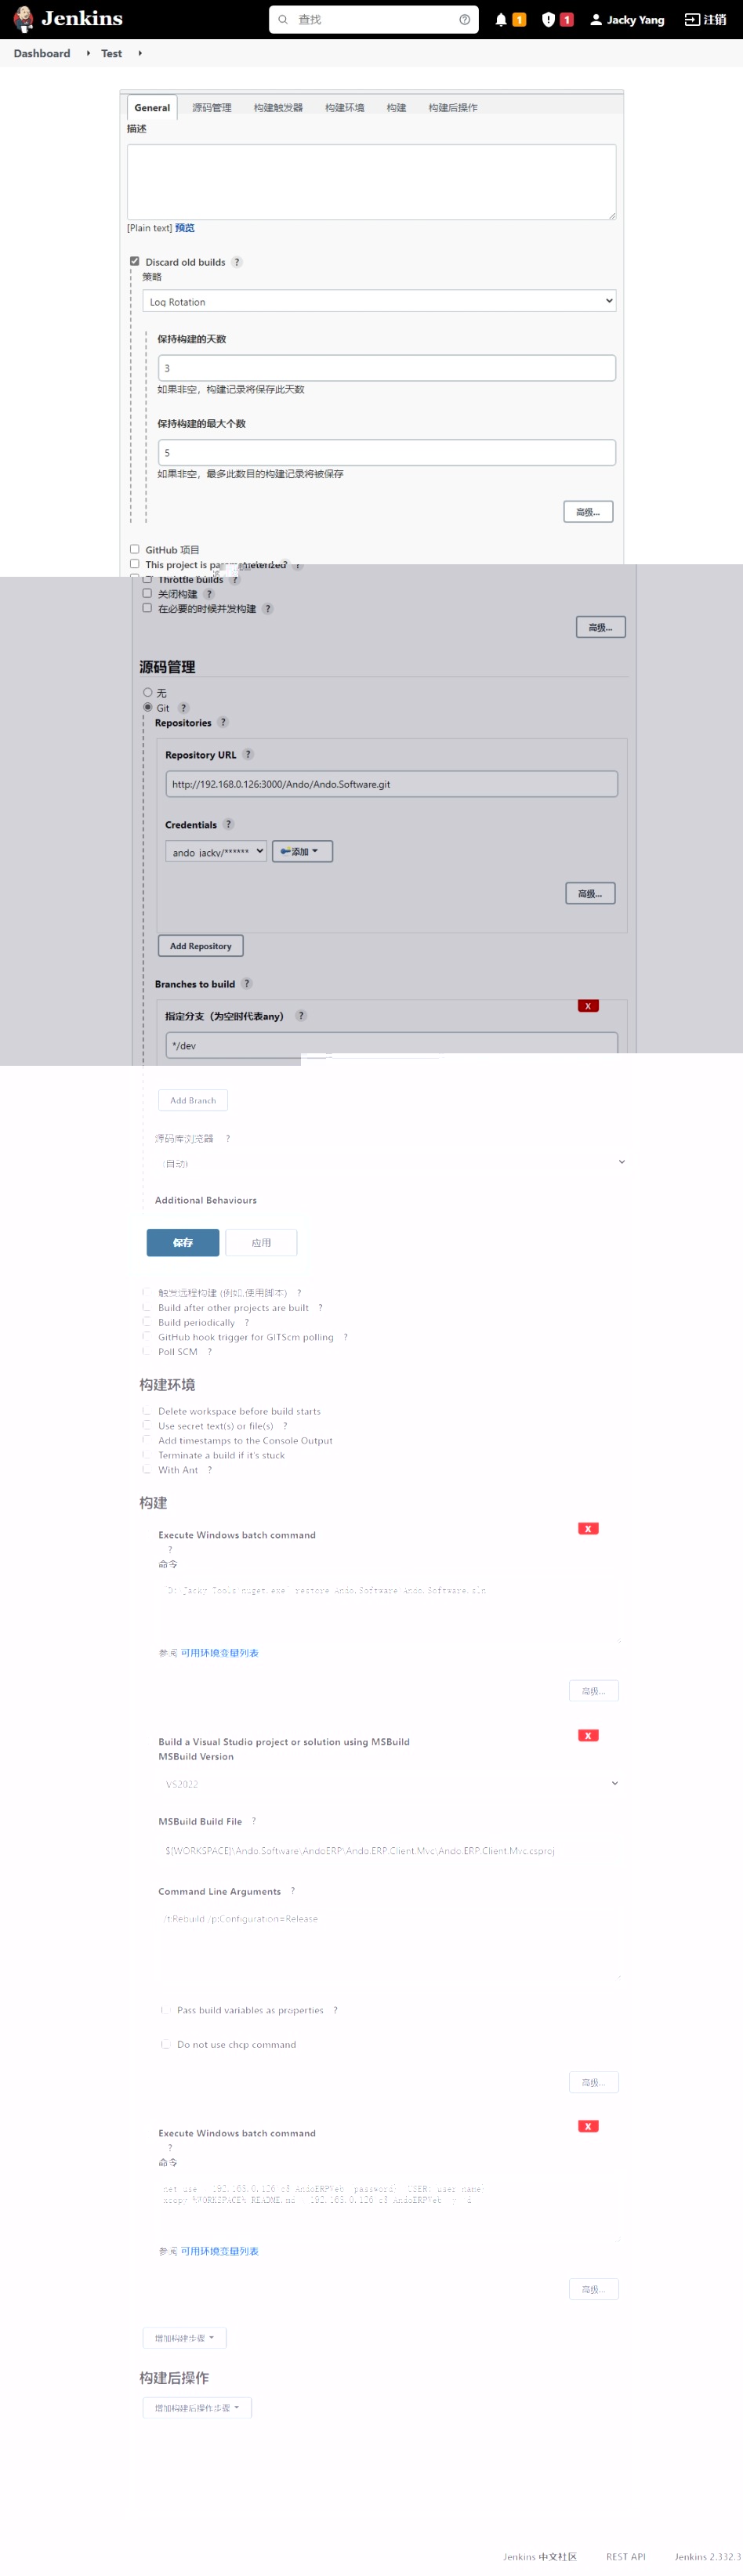 Jenkins
查找
1
1
Jacky Yang
注销
Dashboard
Test
General
源码管理
构建触发器
构建环境
构建
构建后操作
描述
[Plain text] 预览
Discard old builds ?
策略
Log Rotation
保持构建的天数
3
如果非空，构建记录将保存此天数
保持构建的最大个数
5
如果非空，最多此数目的构建记录将被保存
高级...
GitHub 项目
This project is parameterized ?
Throttle builds ?
关闭构建 ?
在必要的时候并发构建 ?
高级...
源码管理
无
Git ?
Repositories ?
Repository URL ?
http://192.168.0.126:3000/Ando/Ando.Software.git
Credentials ?
ando_jacky/******
添加
高级...
Add Repository
Branches to build ?
X
指定分支（为空时代表any） ?
*/dev
Add Branch
源码库浏览器 ?
(自动)
Additional Behaviours
保存
应用
触发远程构建 (例如,使用脚本) ?
Build after other projects are built ?
Build periodically ?
GitHub hook trigger for GITScm polling ?
Poll SCM ?
构建环境
Delete workspace before build starts
Use secret text(s) or file(s) ?
Add timestamps to the Console Output
Terminate a build if it's stuck
With Ant ?
构建
X
Execute Windows batch command
?
命令
nuget.exe restore Ando.Software Ando.Software.sln
参阅 可用环境变量列表
高级...
X
Build a Visual Studio project or solution using MSBuild
MSBuild Version
VS2022
MSBuild Build File ?
${WORKSPACE}\Ando.Software\AndoERP\Ando.ERP.Client.Mvc\Ando.ERP.Client.Mvc.csproj
Command Line Arguments ?
/t:Rebuild /p:Configuration=Release
Pass build variables as properties ?
Do not use chcp command
高级...
X
Execute Windows batch command
?
命令
net use 192.168.0.126 AndoERPWeb password
xcopy %WORKSPACE% README.md 192.168.0.126 AndoERPWeb
参阅 可用环境变量列表
高级...
增加构建步骤
构建后操作
增加构建后操作步骤
Jenkins 中文社区
REST API
Jenkins 2.332.3